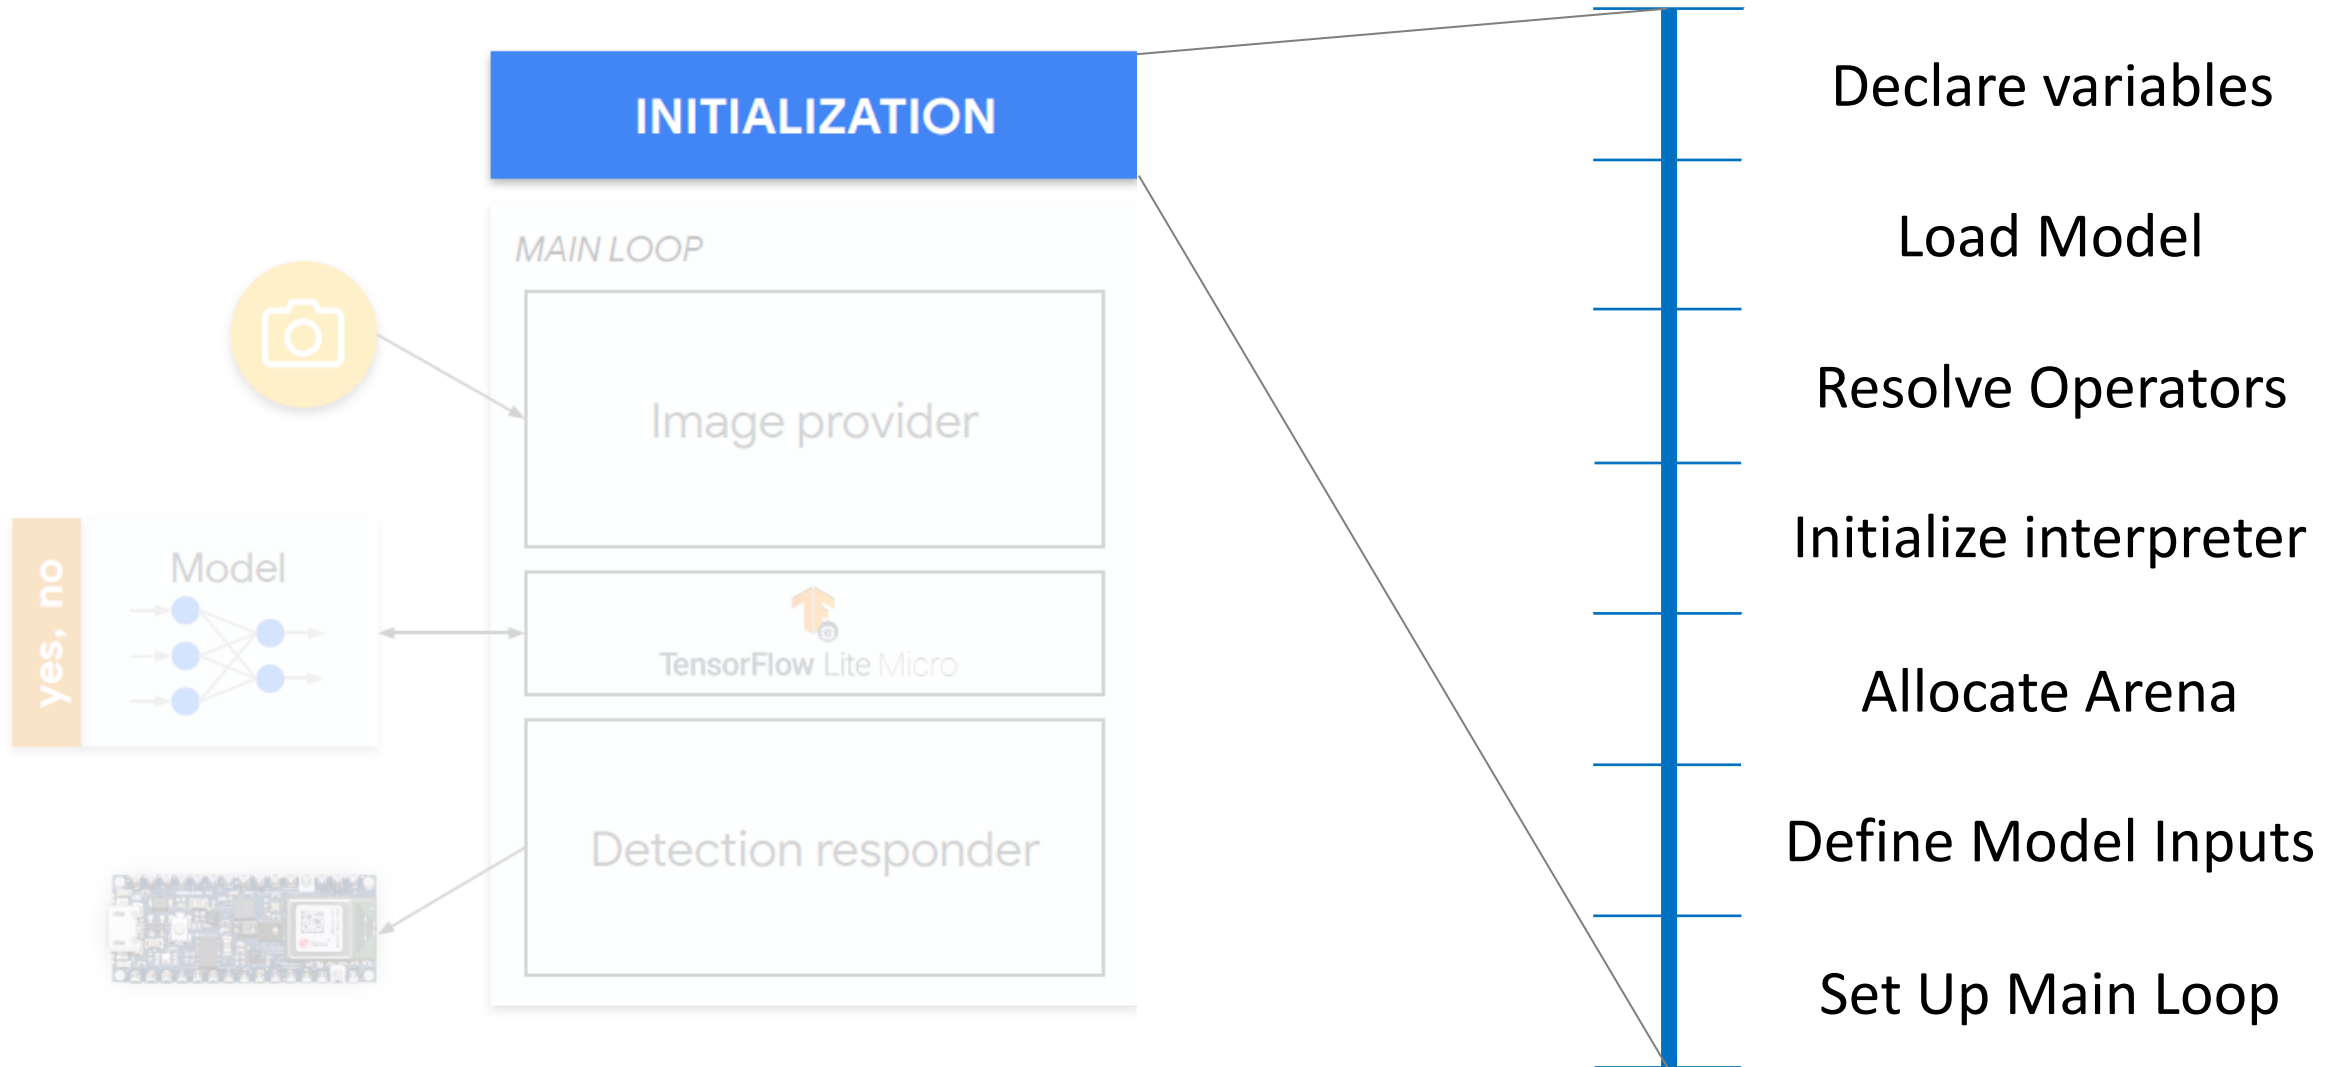 INITIALIZATION
MAIN LOOP
Image provider
yes, no
Model
TensorFlow Lite Micro
Detection responder
Declare variables
Load Model
Resolve Operators
Initialize interpreter
Allocate Arena
Define Model Inputs
Set Up Main Loop